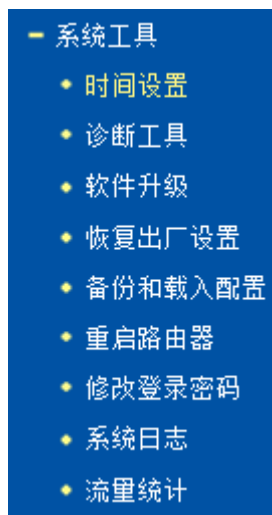 系统工具
时间设置
诊断工具
软件升级
恢复出厂设置
备份和载入配置
重启路由器
修改登录密码
系统日志
流量统计